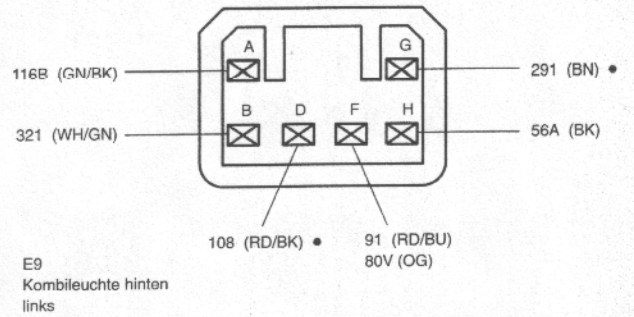 A
G
116B (GN/BK)
291 (BN) ●
B
D
F
H
321 (WH/GN)
56A (BK)
108 (RD/BK) ●
91 (RD/BU)
80V (OG)
E9
Kombileuchte hinten
links